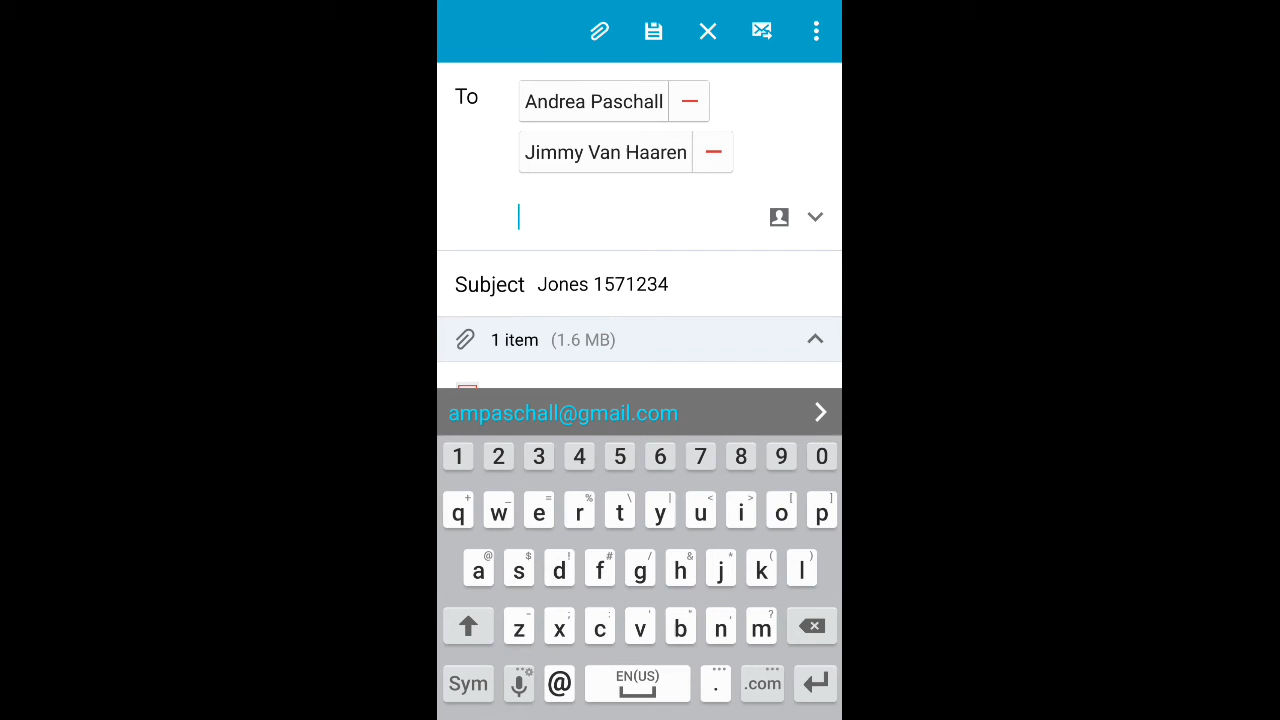 To
Andrea Paschall
Jimmy Van Haaren
Subject Jones 1571234
1 item (1.6 MB)
ampaschall@gmail.com
1 2 3 4 5 6 7 8 9 0
+ _ = % \ | < > [ ]
q w e r t y u i o p
@ $ ! # / & * ( )
a s d f g h j k l
- ; : ' " , ?
z x c v b n m
Sym @ EN(US) . .com